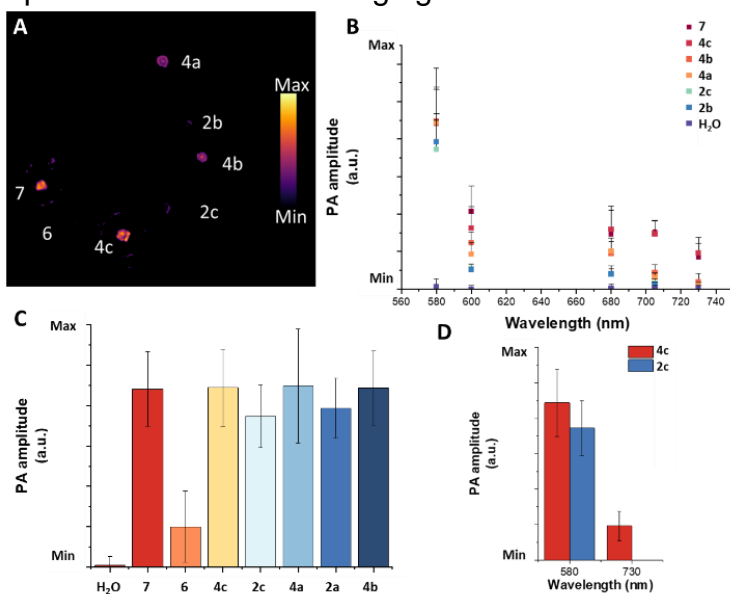 A
4a
Max
2b
4b
7
Min
2c
6
4c
B
Max
7
4c
4b
4a
2c
2b
H2O
PA amplitude
(a.u.)
Min
560 580 600 620 640 660 680 700 720 740
Wavelength (nm)
C
Max
PA amplitude
(a.u.)
Min
H2O 7 6 4c 2c 4a 2a 4b
D
Max
4c
2c
PA amplitude
(a.u.)
Min
580 730
Wavelength (nm)